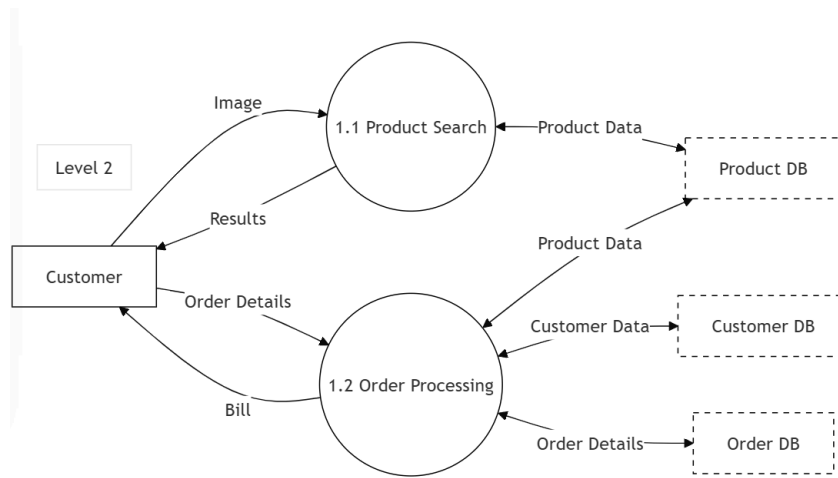 Image
1.1 Product Search
Product Data
Level 2
Product DB
Results
Product Data
Customer
Order Details
Customer Data
Customer DB
1.2 Order Processing
Bill
Order Details
Order DB